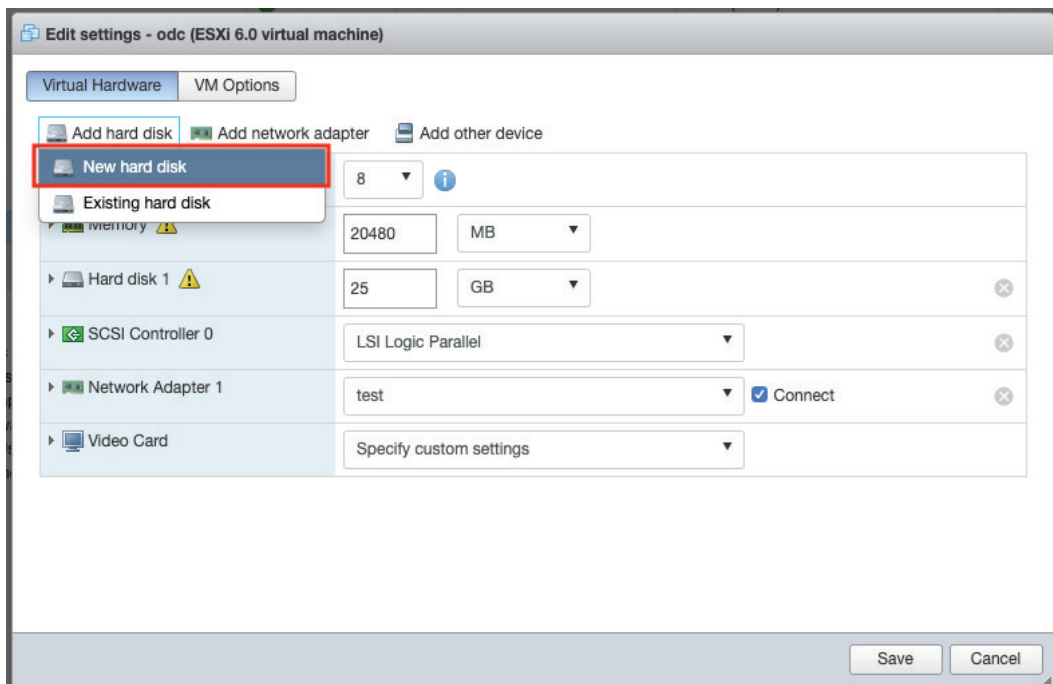 Edit settings - odc (ESXi 6.0 virtual machine)
Virtual Hardware VM Options
Add hard disk Add network adapter Add other device
New hard disk
8
Existing hard disk
Memory
20480 MB
Hard disk 1
25 GB
SCSI Controller 0
LSI Logic Parallel
Network Adapter 1
test Connect
Video Card
Specify custom settings
Save Cancel